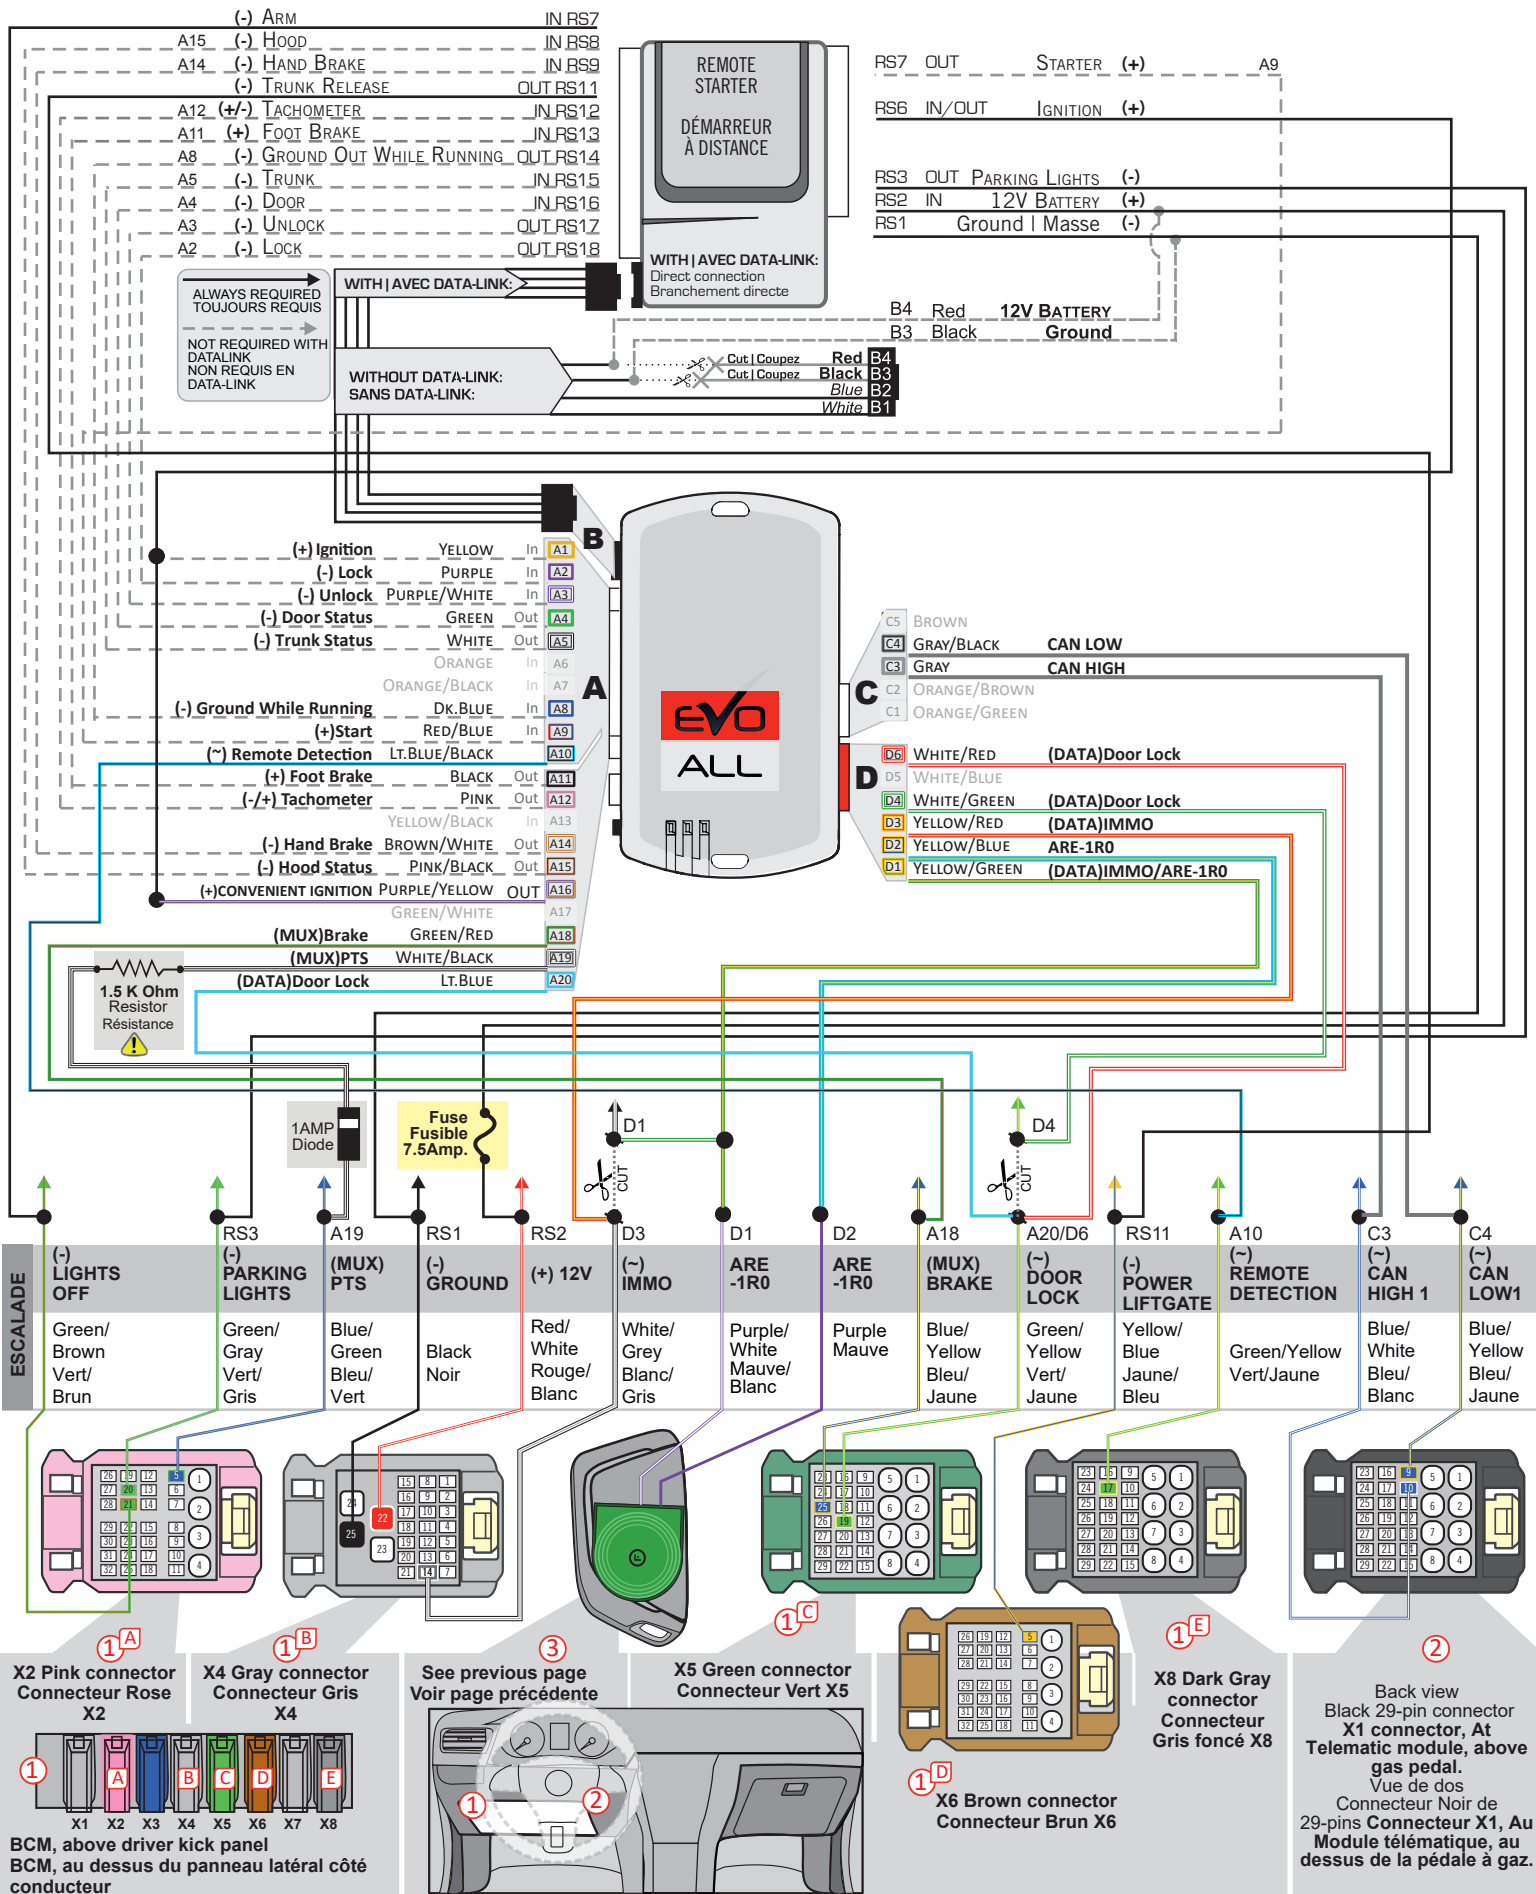 (-) ARM IN RS7
A15 (-) HOOD IN RS8
A14 (-) HAND BRAKE IN RS9
(-) TRUNK RELEASE OUT RS11
A12 (+/-) TACHOMETER IN RS12
A11 (+) FOOT BRAKE IN RS13
A8 (-) GROUND OUT WHILE RUNNING OUT RS14
A5 (-) TRUNK IN RS15
A4 (-) DOOR IN RS16
A3 (-) UNLOCK OUT RS17
A2 (-) LOCK OUT RS18
REMOTE
STARTER
DÉMARREUR
À DISTANCE
WITH | AVEC DATA-LINK:
Direct connection
Branchement directe
RS7 OUT STARTER (+) A9
RS6 IN/OUT IGNITION (+)
RS3 OUT PARKING LIGHTS (-)
RS2 IN 12V BATTERY (+)
RS1 Ground | Masse (-)
ALWAYS REQUIRED
TOUJOURS REQUIS
NOT REQUIRED WITH
DATALINK
NON REQUIS EN
DATA-LINK
WITH | AVEC DATA-LINK:
WITHOUT DATA-LINK:
SANS DATA-LINK:
B4 Red 12V BATTERY
B3 Black Ground
Cut | Coupez Red B4
Cut | Coupez Black B3
Blue B2
White B1
B
(+) Ignition YELLOW In A1
(-) Lock PURPLE In A2
(-) Unlock PURPLE/WHITE In A3
(-) Door Status GREEN Out A4
(-) Trunk Status WHITE Out A5
ORANGE In A6
ORANGE/BLACK In A7
(-) Ground While Running DK.BLUE In A8
(+)Start RED/BLUE In A9
(~) Remote Detection LT.BLUE/BLACK A10
(+) Foot Brake BLACK Out A11
(-/+) Tachometer PINK Out A12
YELLOW/BLACK In A13
(-) Hand Brake BROWN/WHITE Out A14
(-) Hood Status PINK/BLACK Out A15
(+)CONVENIENT IGNITION PURPLE/YELLOW OUT A16
GREEN/WHITE A17
(MUX)Brake GREEN/RED A18
(MUX)PTS WHITE/BLACK A19
(DATA)Door Lock LT.BLUE A20
A
EVO
ALL
C
C5 BROWN
C4 GRAY/BLACK CAN LOW
C3 GRAY CAN HIGH
C2 ORANGE/BROWN
C1 ORANGE/GREEN
D
D6 WHITE/RED (DATA)Door Lock
D5 WHITE/BLUE
D4 WHITE/GREEN (DATA)Door Lock
D3 YELLOW/RED (DATA)IMMO
D2 YELLOW/BLUE ARE-1R0
D1 YELLOW/GREEN (DATA)IMMO/ARE-1R0
1.5 K Ohm
Resistor
Résistance
1AMP
Diode
Fuse
Fusible
7.5Amp.
D1
CUT
D4
CUT
RS3 A19 RS1 RS2 D3 D1 D2 A18 A20/D6 RS11 A10 C3 C4
ESCALADE
(-)
LIGHTS
OFF
(-)
PARKING
LIGHTS
(MUX)
PTS
(-)
GROUND
(+) 12V
(~)
IMMO
ARE
-1R0
ARE
-1R0
(MUX)
BRAKE
(~)
DOOR
LOCK
(-)
POWER
LIFTGATE
(~)
REMOTE
DETECTION
(~)
CAN
HIGH 1
(~)
CAN
LOW1
Green/
Brown
Vert/
Brun
Green/
Gray
Vert/
Gris
Blue/
Green
Bleu/
Vert
Black
Noir
Red/
White
Rouge/
Blanc
White/
Grey
Blanc/
Gris
Purple/
White
Mauve/
Blanc
Purple
Mauve
Blue/
Yellow
Bleu/
Jaune
Green/
Yellow
Vert/
Jaune
Yellow/
Blue
Jaune/
Bleu
Green/Yellow
Vert/Jaune
Blue/
White
Bleu/
Blanc
Blue/
Yellow
Bleu/
Jaune
1 A
X2 Pink connector
Connecteur Rose
X2
1 B
X4 Gray connector
Connecteur Gris
X4
3
See previous page
Voir page précédente
1 C
X5 Green connector
Connecteur Vert X5
1 D
X6 Brown connector
Connecteur Brun X6
1 E
X8 Dark Gray
connector
Connecteur
Gris foncé X8
2
Back view
Black 29-pin connector
X1 connector, At
Telematic module, above
gas pedal.
Vue de dos
Connecteur Noir de
29-pins Connecteur X1, Au
Module télématique, au
dessus de la pédale à gaz.
1
A B C D E
X1 X2 X3 X4 X5 X6 X7 X8
BCM, above driver kick panel
BCM, au dessus du panneau latéral côté
conducteur
1
2